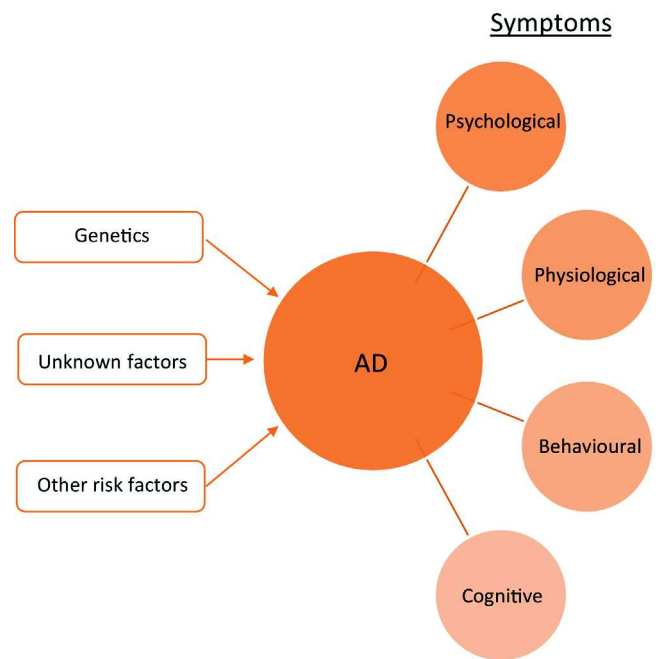 Symptoms
Psychological
Genetics
Physiological
Unknown factors
AD
Behavioural
Other risk factors
Cognitive